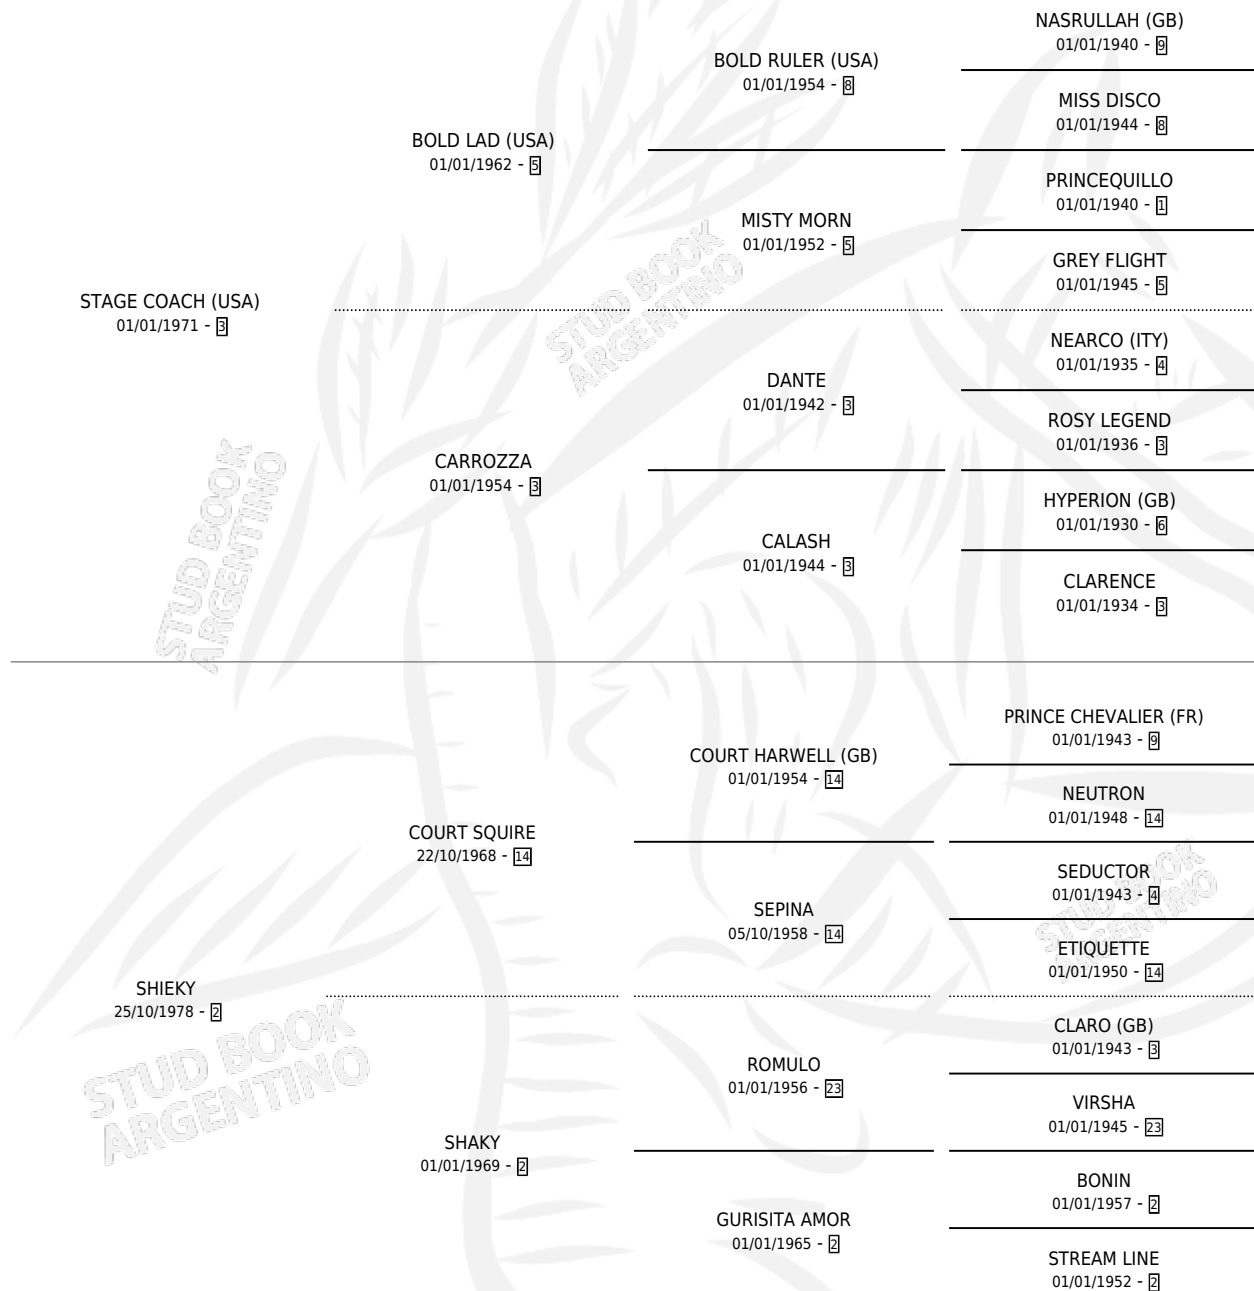 NASRULLAH (GB)
01/01/1940 - 9
BOLD RULER (USA)
01/01/1954 - 8
MISS DISCO
01/01/1944 - 8
BOLD LAD (USA)
01/01/1962 - 5
PRINCEQUILLO
01/01/1940 - 1
MISTY MORN
01/01/1952 - 5
GREY FLIGHT
01/01/1945 - 5
STAGE COACH (USA)
01/01/1971 - 3
NEARCO (ITY)
01/01/1935 - 4
DANTE
01/01/1942 - 3
ROSY LEGEND
01/01/1936 - 3
CARROZZA
01/01/1954 - 3
HYPERION (GB)
01/01/1930 - 6
CALASH
01/01/1944 - 3
CLARENCE
01/01/1934 - 3
PRINCE CHEVALIER (FR)
01/01/1943 - 9
COURT HARWELL (GB)
01/01/1954 - 14
NEUTRON
01/01/1948 - 14
COURT SQUIRE
22/10/1968 - 14
SEDUCTOR
01/01/1943 - 4
SEPINA
05/10/1958 - 14
ETIQUETTE
01/01/1950 - 14
SHIEKY
25/10/1978 - 2
CLARO (GB)
01/01/1943 - 3
ROMULO
01/01/1956 - 23
VIRSHA
01/01/1945 - 23
SHAKY
01/01/1969 - 2
BONIN
01/01/1957 - 2
GURISITA AMOR
01/01/1965 - 2
STREAM LINE
01/01/1952 - 2
STUD BOOK
ARGENTINO
STUD BOOK
ARGENTINO
STUD BOOK
ARGENTINO
STUD BOOK
ARGENTINO